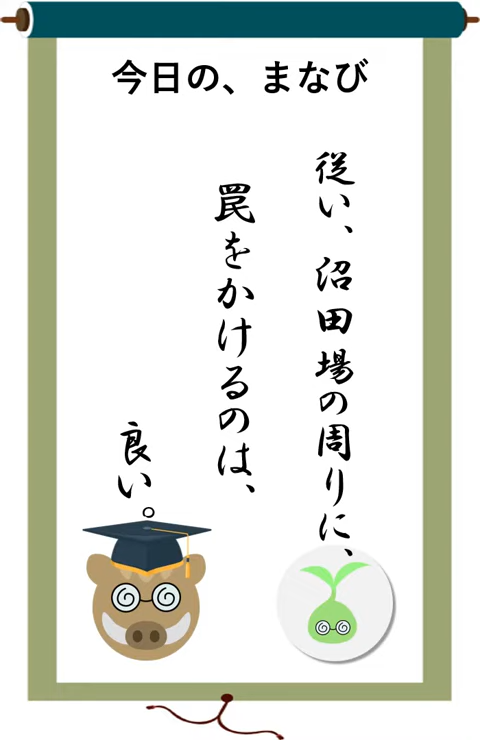 今日の、まなび
従い、沼田場の周りに、
罠をかけるのは、
良い。